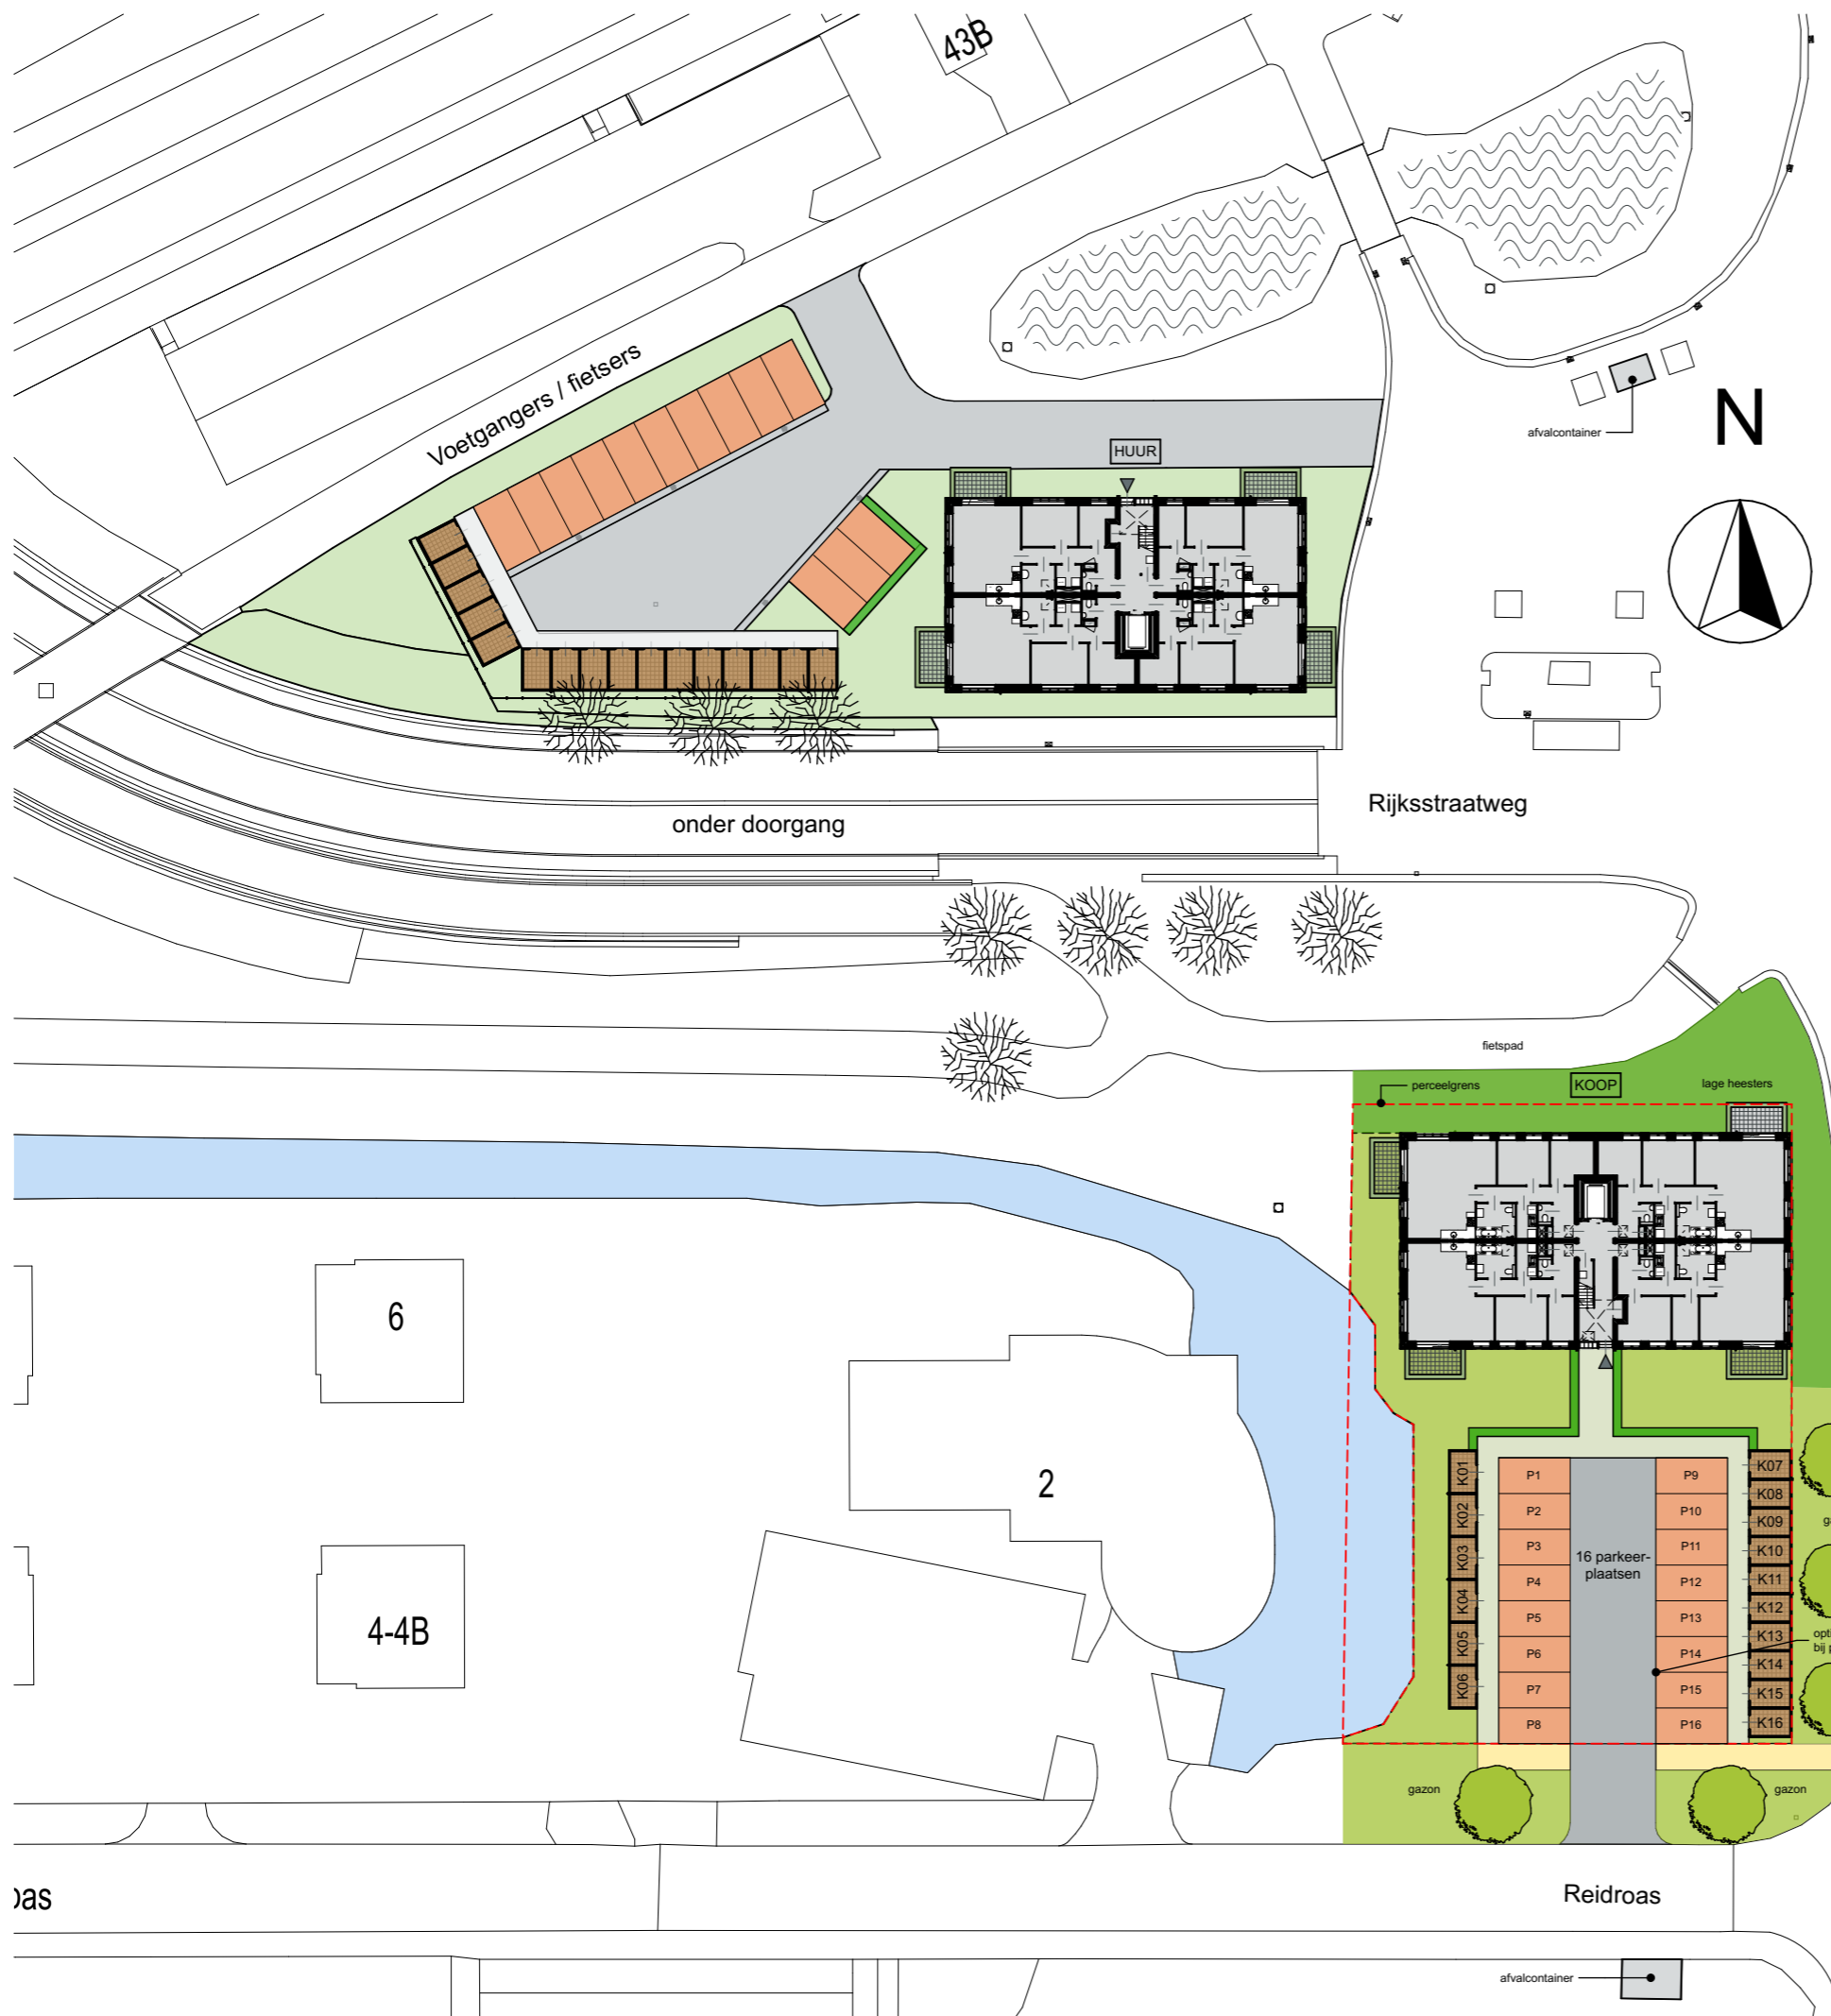 43B
Voetgangers / fietsers
afvalcontainer
N
HUUR
Rijksstraatweg
onder doorgang
fietspad
perceelgrens
KOOP
lage heesters
6
2
4-4B
K01
K02
K03
K04
K05
K06
P1
P2
P3
P4
P5
P6
P7
P8
16 parkeer-
plaatsen
P9
P10
P11
P12
P13
P14
P15
P16
K07
K08
K09
K10
K11
K12
K13
K14
K15
K16
bij
gazon
gazon
Reidroas
afvalcontainer